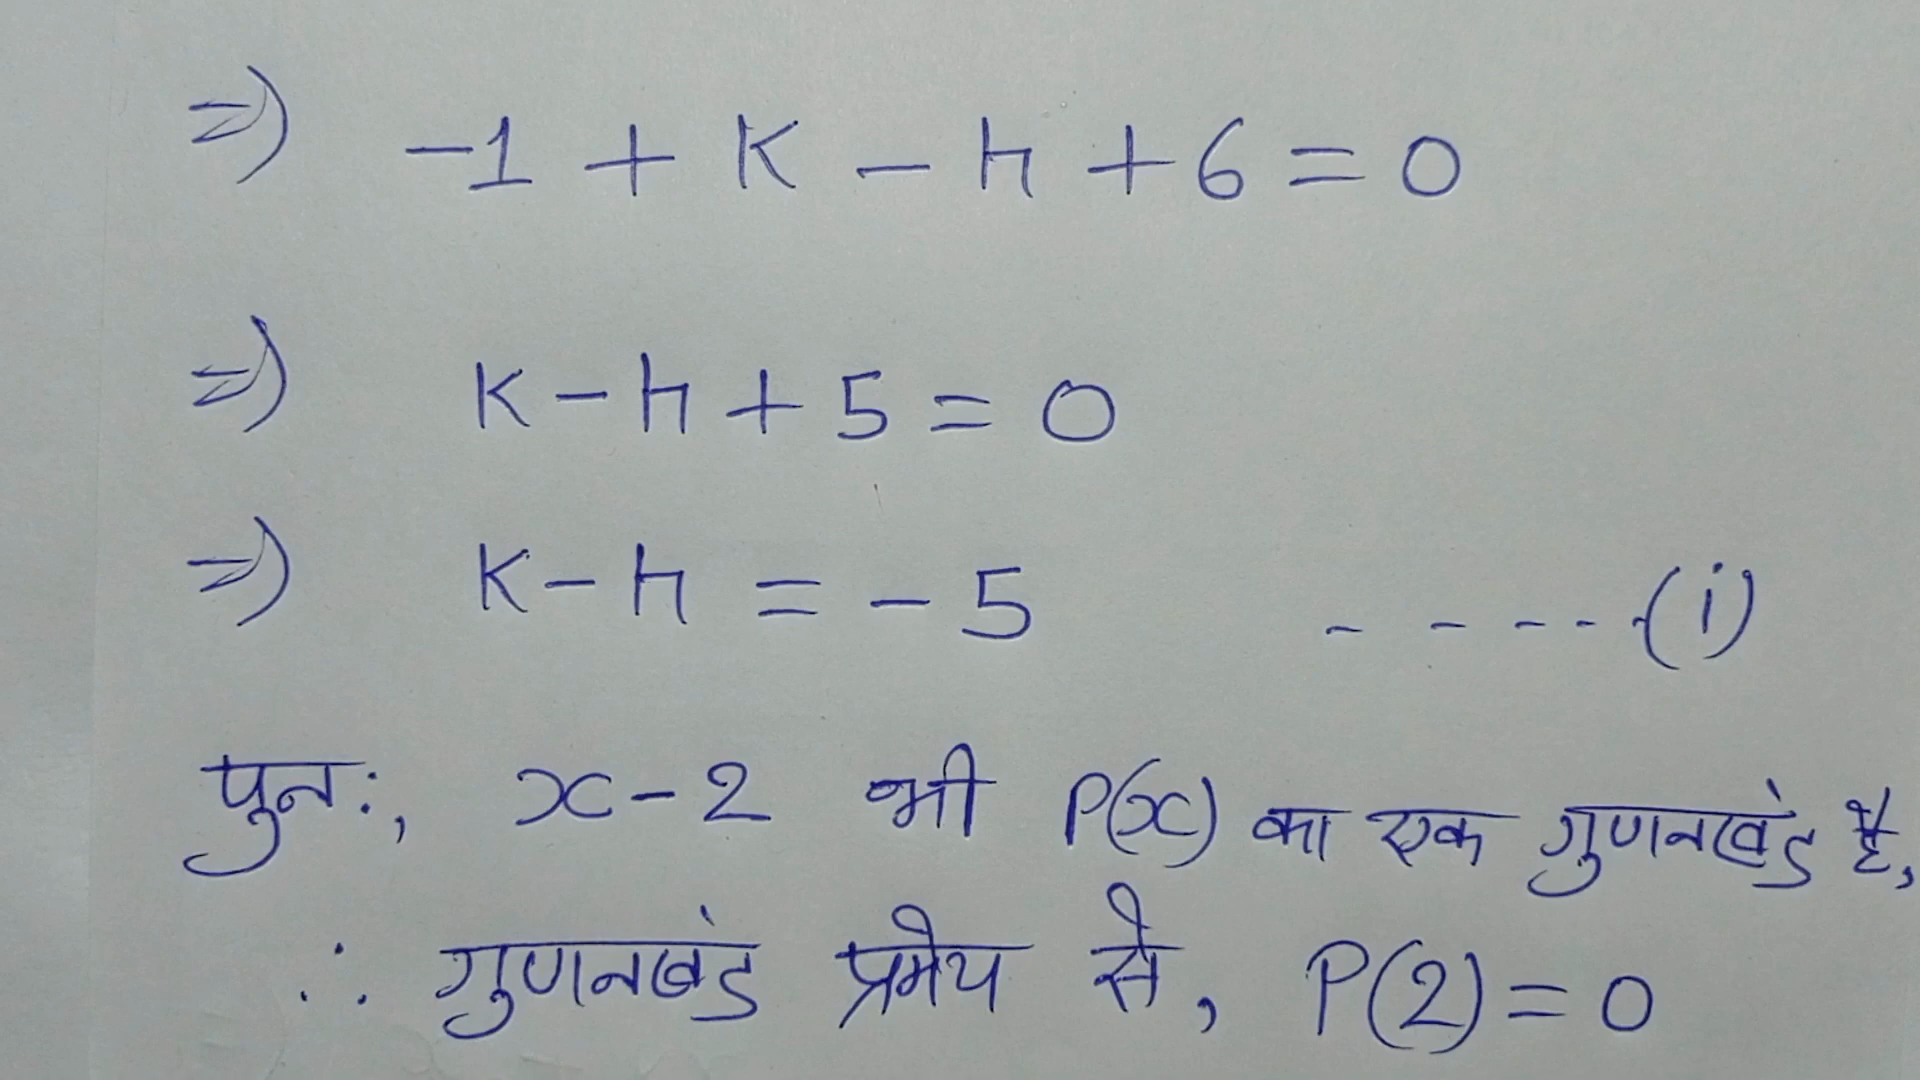 ⇒) -1 + K - h + 6 = 0
⇒) K - h + 5 = 0
⇒) K - h = - 5 - - - - - (i)
पुनः, x - 2 भी P(x) का एक गुणनखंड है,
∴ गुणनखंड प्रमेय से, P(2) = 0